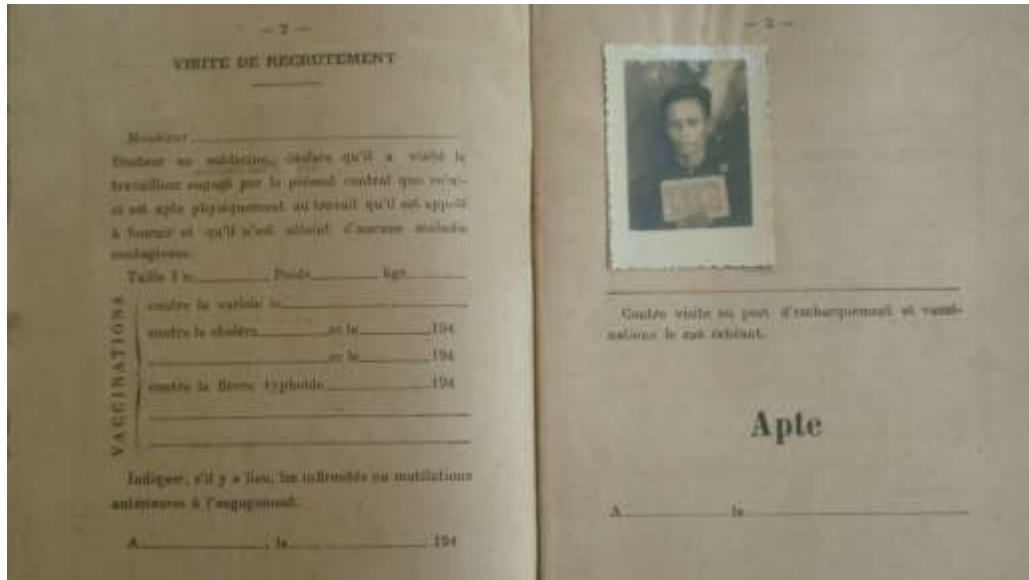 — 2 —
VISITE DE RECRUTEMENT
Monsieur
Docteur en médecine, déclare qu'il a visité le
travailleur engagé par le présent contrat que celui-
ci est apte physiquement au travail qu'il est appelé
à fournir et qu'il n'est atteint d'aucune maladie
contagieuse.
Taille 1 m. Poids kgs
VACCINATIONS
contre la variole le
contre le choléra et le 194
et le 194
contre la fièvre typhoïde 194
Indiquer, s'il y a lieu, les infirmités ou mutilations
antérieures à l'engagement.
A , le 194
— 3 —
Contre visite au port d'embarquement et vacci-
nations le cas échéant.
Apte
A le